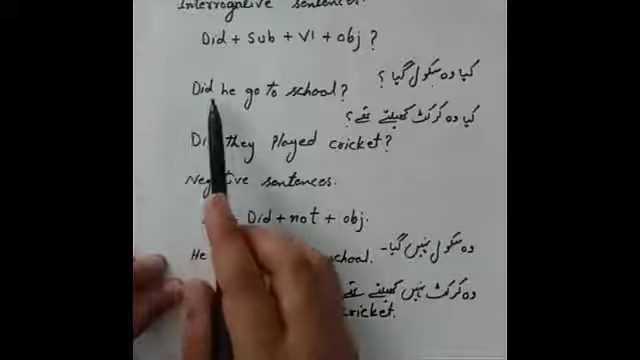 Interrogative sentences.
Did + Sub + V1 + obj ?
Did he go to school? کیا وہ سکول گیا ؟
کیا وہ کرکٹ کھیلتے تھے ؟
they Played cricket?
Negative sentences.
Did + not + obj.
He school. وہ سکول نہیں گیا -
وہ کرکٹ نہیں کھیلتے تھے
cricket.